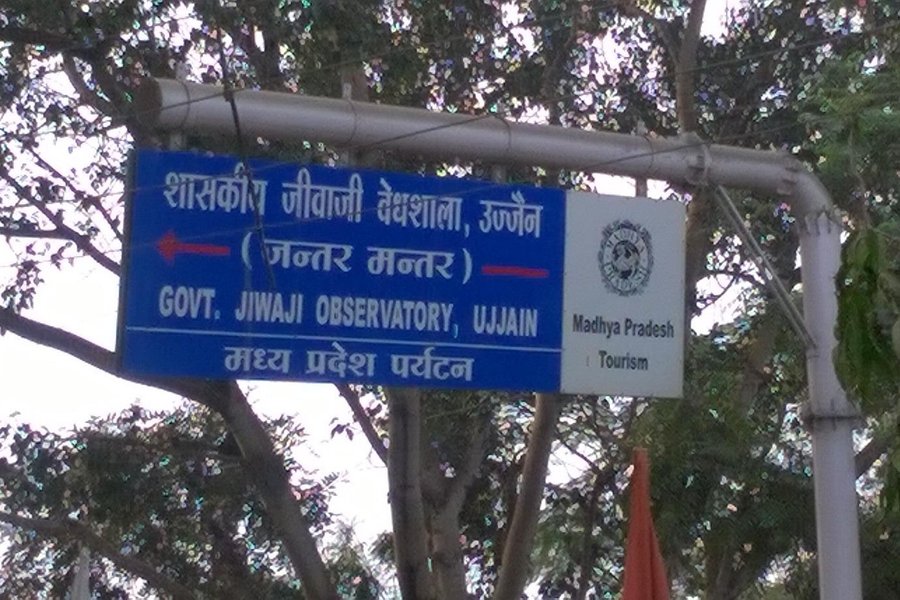 शासकीय जीवाजी वेधशाला, उज्जैन
(जन्तर मन्तर)
GOVT. JIWAJI OBSERVATORY, UJJAIN
मध्य प्रदेश पर्यटन
Madhya Pradesh
Tourism